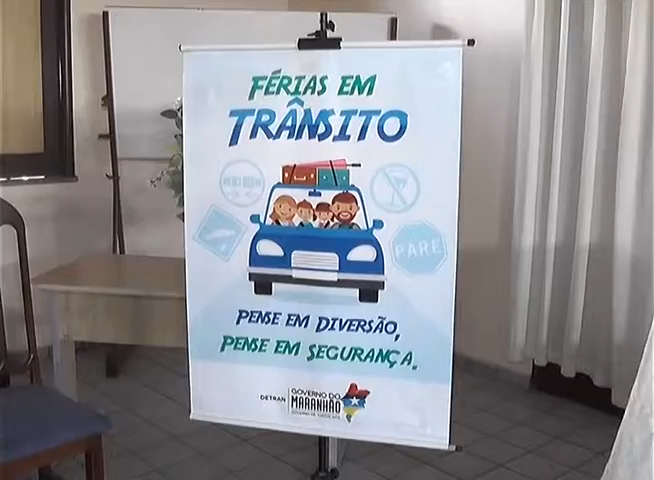 FÉRIAS EM
TRÂNSITO
PARE
PENSE EM DIVERSÃO,
PENSE EM SEGURANÇA.
DETRAN
GOVERNO DO
MARANHÃO